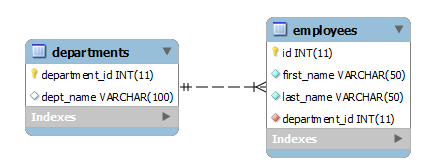 departments
department_id INT(11)
dept_name VARCHAR(100)
Indexes
employees
id INT(11)
first_name VARCHAR(50)
last_name VARCHAR(50)
department_id INT(11)
Indexes